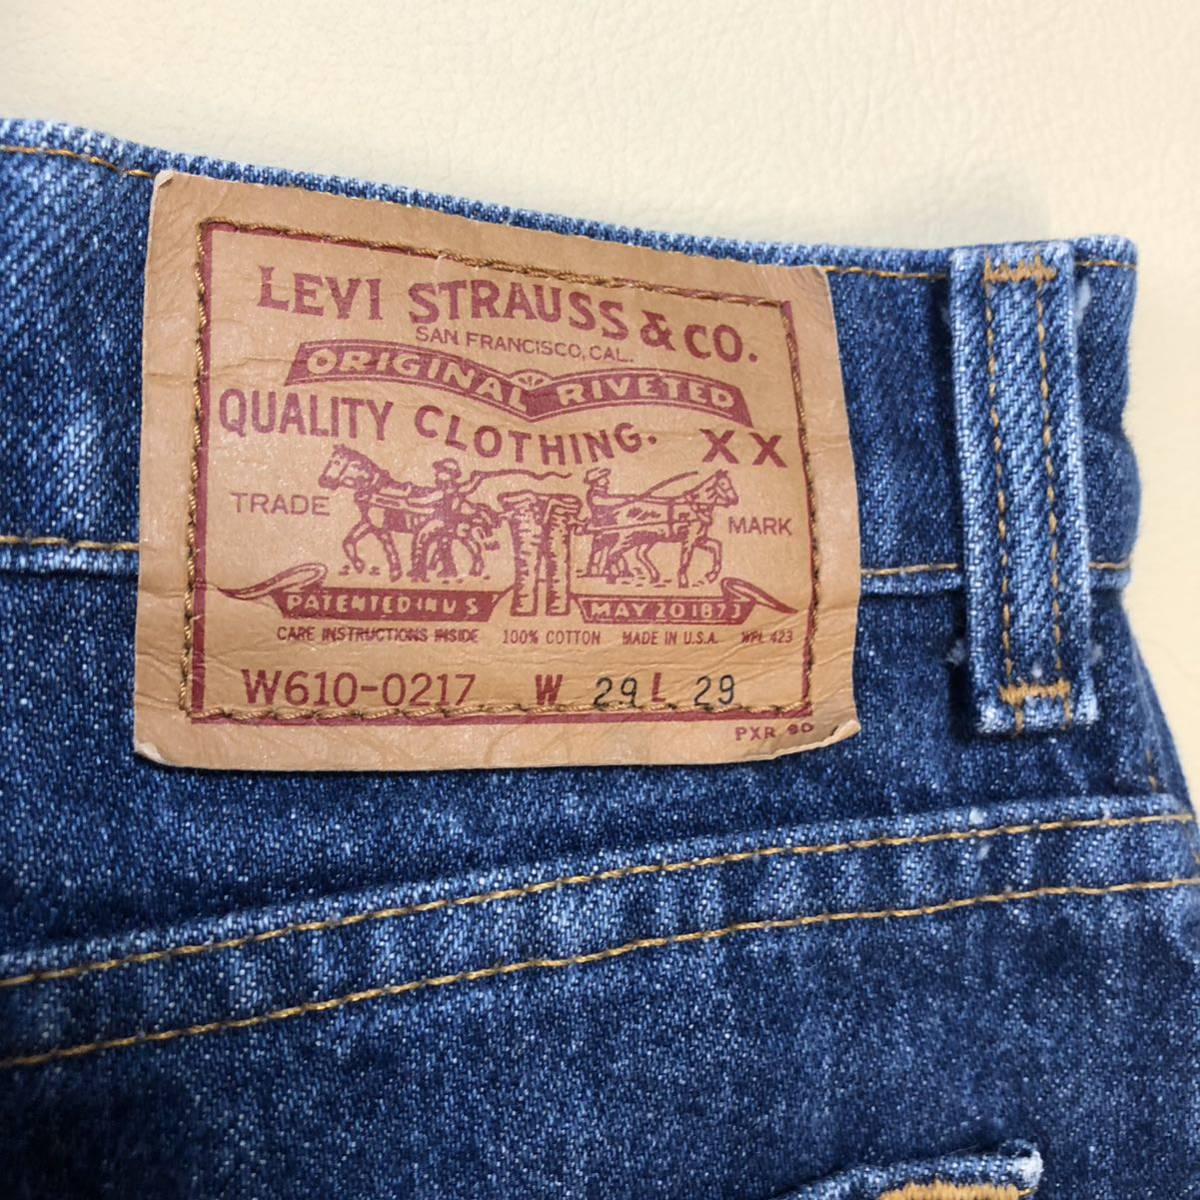 LEVI STRAUSS & CO.
SAN FRANCISCO, CAL.
ORIGINAL RIVETED
QUALITY CLOTHING. XX
TRADE MARK
PATENTED IN U S MAY 20 1873
CARE INSTRUCTIONS INSIDE 100% COTTON MADE IN U.S.A. WPL 423
W610-0217 W 29 L 29
PXR 90